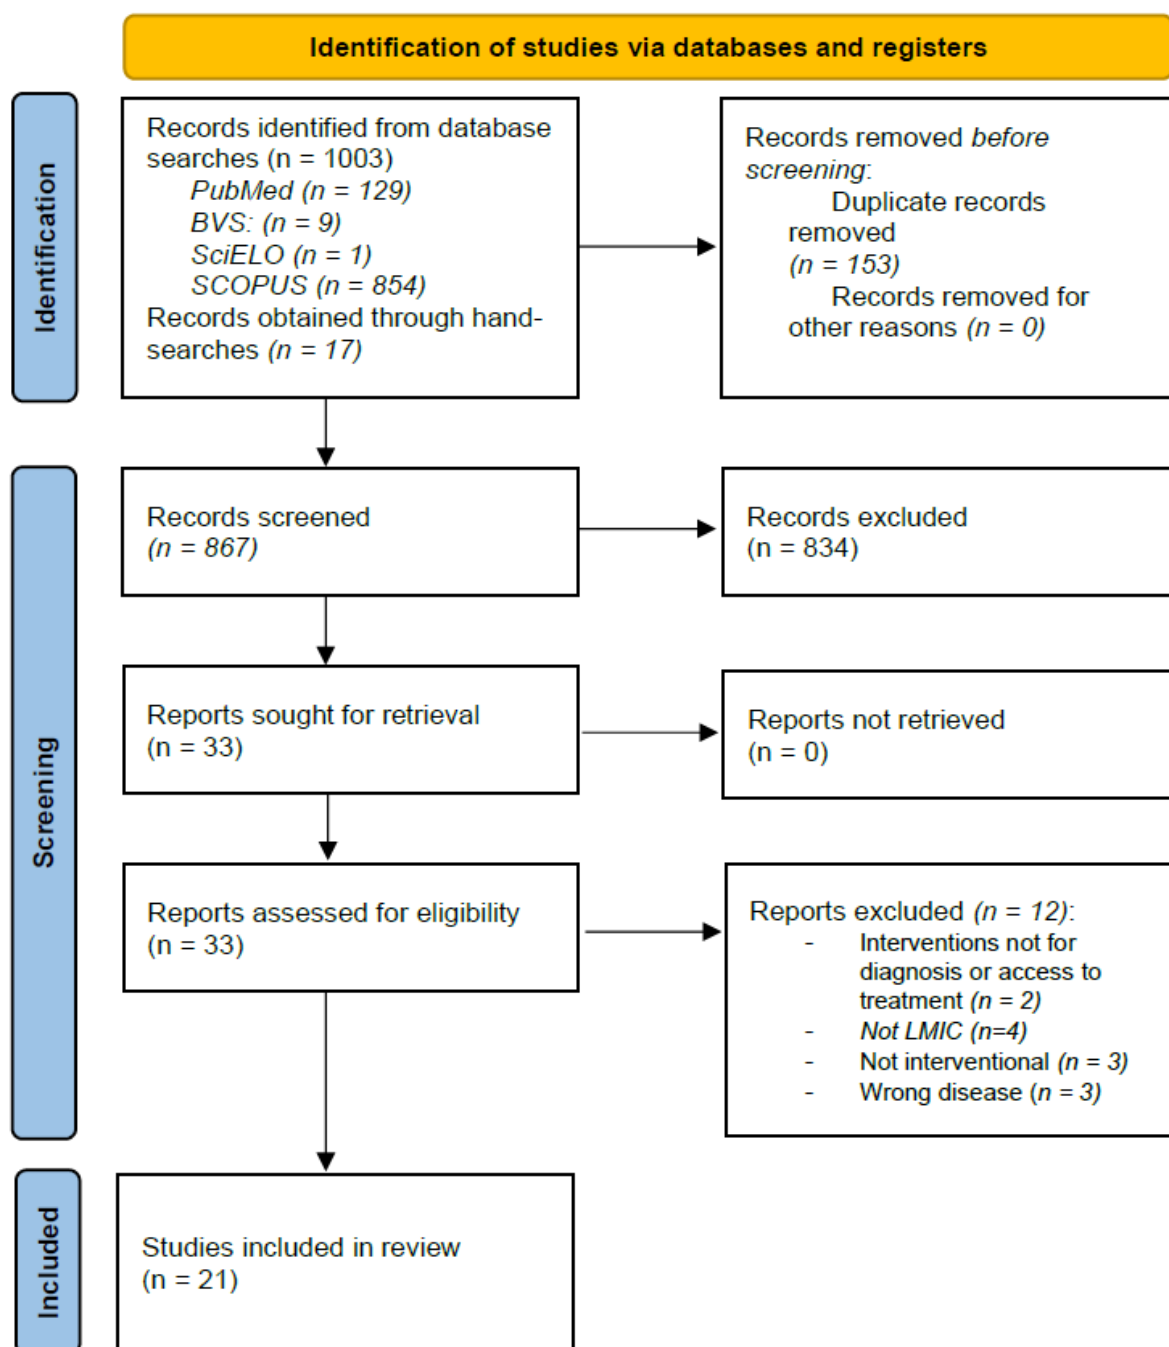 Identification of studies via databases and registers
Identification
Records identified from database
searches (n = 1003)
PubMed (n = 129)
BVS: (n = 9)
SciELO (n = 1)
SCOPUS (n = 854)
Records obtained through hand-
searches (n = 17)
Records removed before
screening:
Duplicate records
removed
(n = 153)
Records removed for
other reasons (n = 0)
Screening
Records screened
(n = 867)
Records excluded
(n = 834)
Reports sought for retrieval
(n = 33)
Reports not retrieved
(n = 0)
Reports assessed for eligibility
(n = 33)
Reports excluded (n = 12):
- Interventions not for
diagnosis or access to
treatment (n = 2)
- Not LMIC (n=4)
- Not interventional (n = 3)
- Wrong disease (n = 3)
Included
Studies included in review
(n = 21)